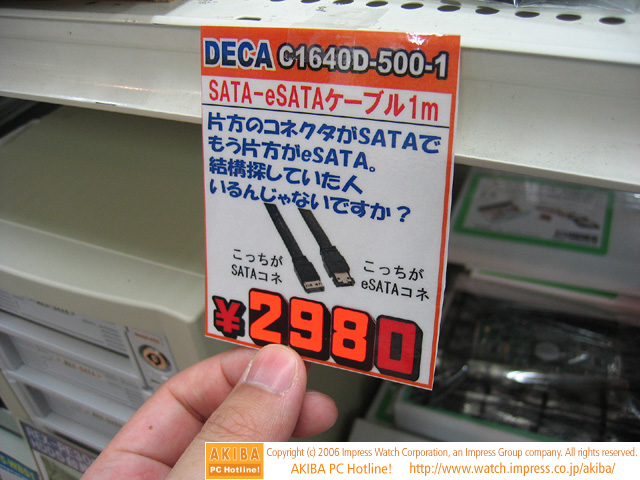 DECA C1640D-500-1
SATA-eSATAケーブル1m
片方のコネクタがSATAで
もう片方がeSATA。
結構探していた人
いるんじゃないですか？
こっちが
SATAコネ
こっちが
eSATAコネ
¥2980
AKIBA
PC Hotline!
Copyright (c) 2006 Impress Watch Corporation, an Impress Group company. All rights reserved.
AKIBA PC Hotline! http://www.watch.impress.co.jp/akiba/